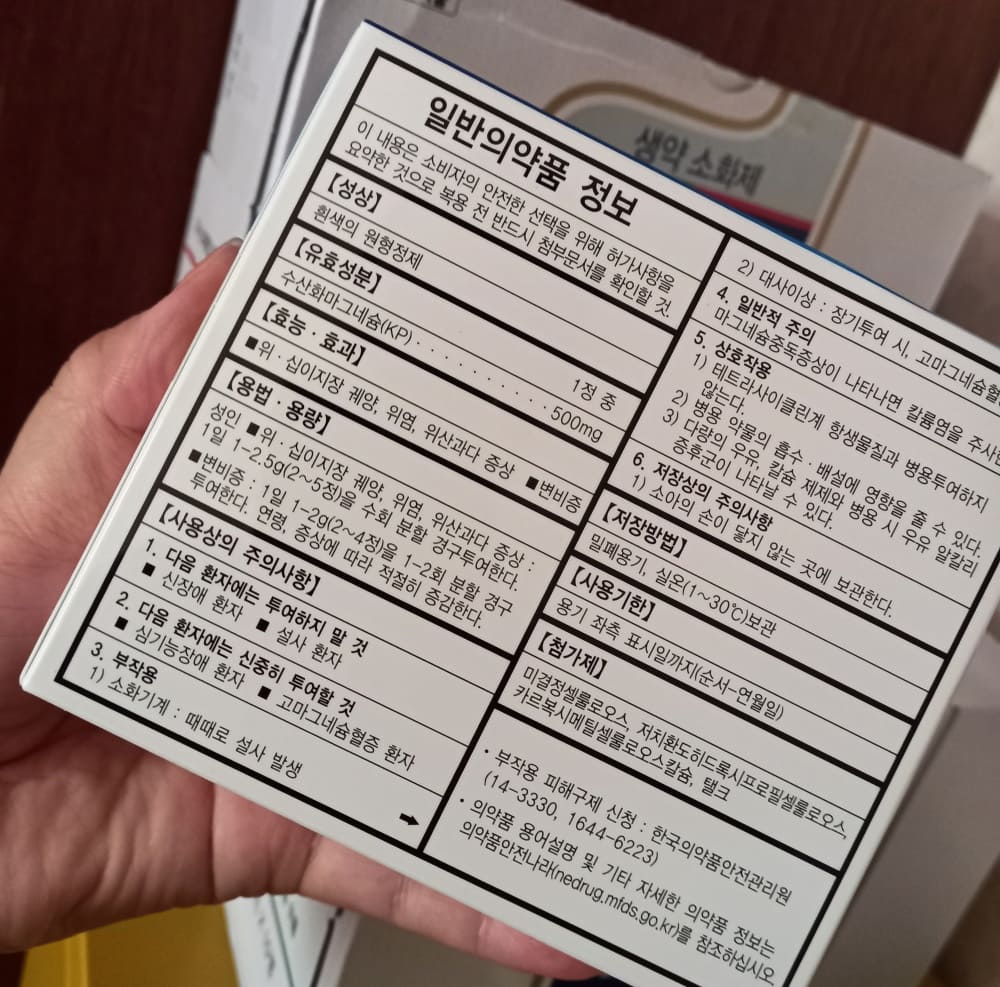 생약 소화제
일반의약품 정보
이 내용은 소비자의 안전한 선택을 위해 허가사항을
요약한 것으로 복용 전 반드시 첨부문서를 확인할 것.
【성상】
흰색의 원형정제
【유효성분】
1정 중
수산화마그네슘(KP) · · · · · · · · · · · 500mg
【효능 · 효과】
■위 · 십이지장 궤양, 위염, 위산과다 증상 ■변비증
【용법 · 용량】
성인 ■위 · 십이지장 궤양, 위염, 위산과다 증상 :
1일 1~2.5g(2~5정)을 수회 분할 경구투여한다.
■변비증 : 1일 1~2g(2~4정)을 1~2회 분할 경구
투여한다. 연령, 증상에 따라 적절히 증감한다.
【사용상의 주의사항】
1. 다음 환자에는 투여하지 말 것
■ 신장애 환자 ■ 설사 환자
2. 다음 환자에는 신중히 투여할 것
■ 심기능장애 환자 ■ 고마그네슘혈증 환자
3. 부작용
1) 소화기계 : 때때로 설사 발생
2) 대사이상 : 장기투여 시, 고마그네슘혈
4. 일반적 주의
마그네슘중독증상이 나타나면 칼륨염을 주사
5. 상호작용
1) 테트라사이클린계 항생물질과 병용투여하지
않는다.
2) 병용 약물의 흡수 · 배설에 영향을 줄 수 있다.
3) 다량의 우유, 칼슘 제제와 병용 시 우유 알칼리
증후군이 나타날 수 있다.
6. 저장상의 주의사항
1) 소아의 손이 닿지 않는 곳에 보관한다.
【저장방법】
밀폐용기, 실온(1~30℃)보관
【사용기한】
용기 좌측 표시일까지(순서-연월일)
【첨가제】
미결정셀룰로오스, 저치환도히드록시프로필셀룰로오스,
카르복시메틸셀룰로오스칼슘, 탤크
· 부작용 피해구제 신청 : 한국의약품안전관리원
(14-3330, 1644-6223)
· 의약품 용어설명 및 기타 자세한 의약품 정보는
의약품안전나라(nedrug.mfds.go.kr)를 참조하십시오